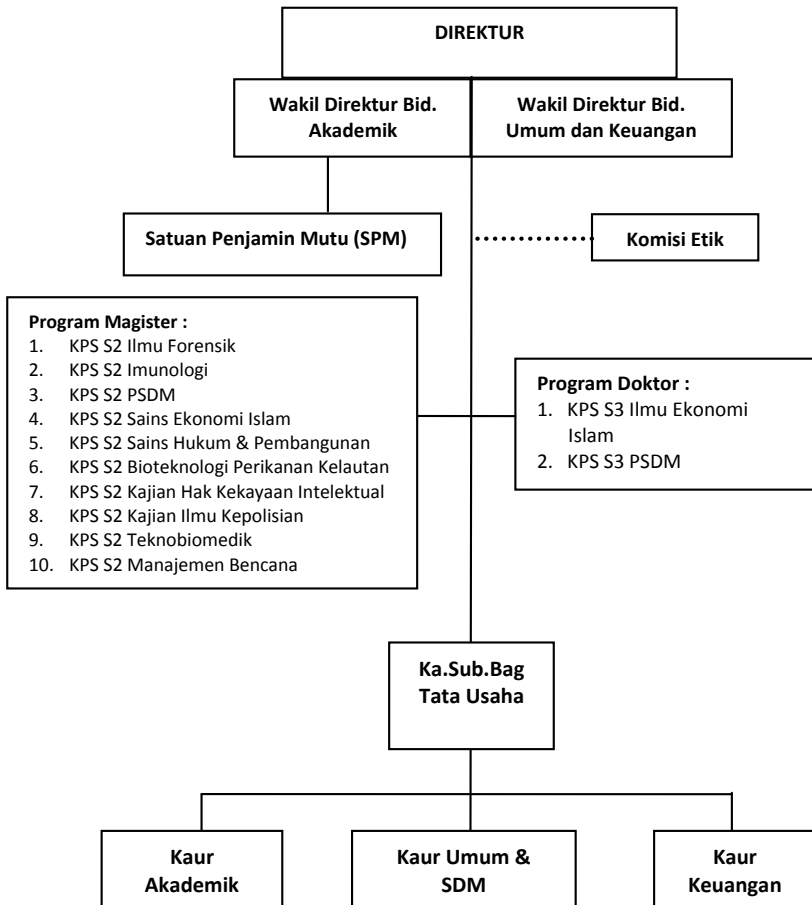 DIREKTUR
Wakil Direktur Bid.
Akademik
Wakil Direktur Bid.
Umum dan Keuangan
Satuan Penjamin Mutu (SPM)
Komisi Etik
Program Magister :
1. KPS S2 Ilmu Forensik
2. KPS S2 Imunologi
3. KPS S2 PSDM
4. KPS S2 Sains Ekonomi Islam
5. KPS S2 Sains Hukum & Pembangunan
6. KPS S2 Bioteknologi Perikanan Kelautan
7. KPS S2 Kajian Hak Kekayaan Intelektual
8. KPS S2 Kajian Ilmu Kepolisian
9. KPS S2 Teknobiomedik
10. KPS S2 Manajemen Bencana
Program Doktor :
1. KPS S3 Ilmu Ekonomi
Islam
2. KPS S3 PSDM
Ka.Sub.Bag
Tata Usaha
Kaur
Akademik
Kaur Umum &
SDM
Kaur
Keuangan